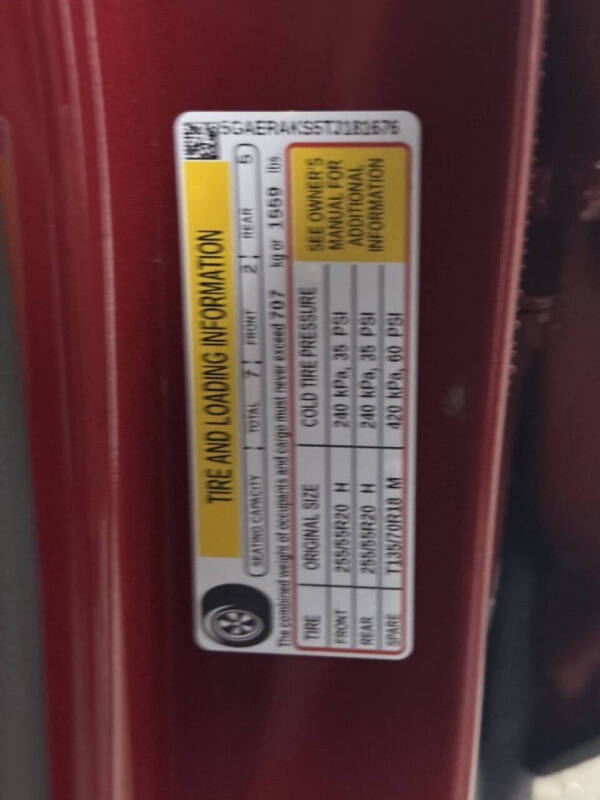 5GAERAKS5TJ181676
TIRE AND LOADING INFORMATION
SEATING CAPACITY TOTAL 7 FRONT 2 REAR 5
The combined weight of occupants and cargo must never exceed 707 kg or 1559 lbs
TIRE ORIGINAL SIZE COLD TIRE PRESSURE
FRONT 255/55R20 H 240 kPa, 35 PSI
REAR 255/55R20 H 240 kPa, 35 PSI
SPARE T135/70R18 M 420 kPa, 60 PSI
SEE OWNER'S
MANUAL FOR
ADDITIONAL
INFORMATION